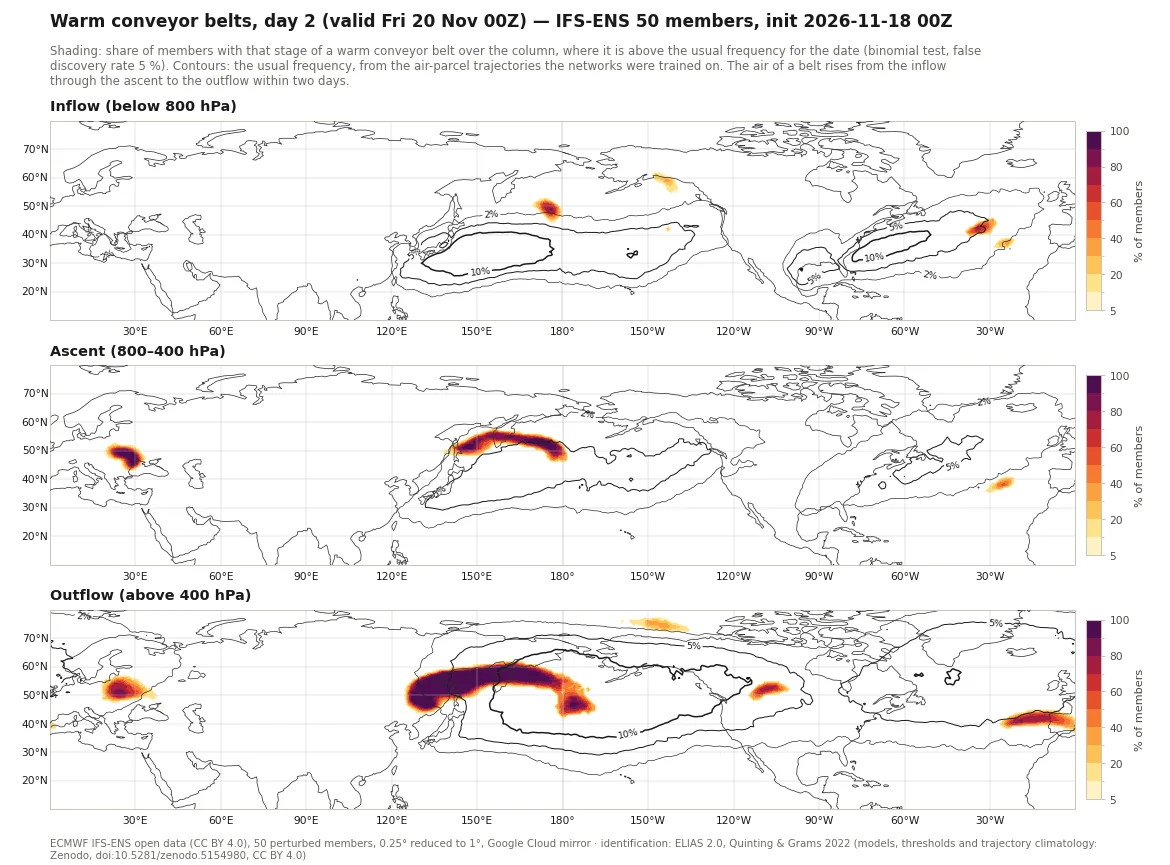 Warm conveyor belts, day 2 (valid Fri 20 Nov 00Z) — IFS-ENS 50 members, init 2026-11-18 00Z
Shading: share of members with that stage of a warm conveyor belt over the column, where it is above the usual frequency for the date (binomial test, false
discovery rate 5 %). Contours: the usual frequency, from the air-parcel trajectories the networks were trained on. The air of a belt rises from the inflow
through the ascent to the outflow within two days.
Inflow (below 800 hPa)
70°N
60°N
50°N
40°N
30°N
20°N
2%
2%
5%
10%
5%
10%
5%
2%
30°E 60°E 90°E 120°E 150°E 180° 150°W 120°W 90°W 60°W 30°W
100
80
60
40
20
5
% of members
Ascent (800–400 hPa)
70°N
60°N
50°N
40°N
30°N
20°N
2%
2%
5%
30°E 60°E 90°E 120°E 150°E 180° 150°W 120°W 90°W 60°W 30°W
100
80
60
40
20
5
% of members
Outflow (above 400 hPa)
70°N
60°N
50°N
40°N
30°N
20°N
2%
5%
10%
5%
30°E 60°E 90°E 120°E 150°E 180° 150°W 120°W 90°W 60°W 30°W
100
80
60
40
20
5
% of members
ECMWF IFS-ENS open data (CC BY 4.0), 50 perturbed members, 0.25° reduced to 1°, Google Cloud mirror · identification: ELIAS 2.0, Quinting & Grams 2022 (models, thresholds and trajectory climatology:
Zenodo, doi:10.5281/zenodo.5154980, CC BY 4.0)